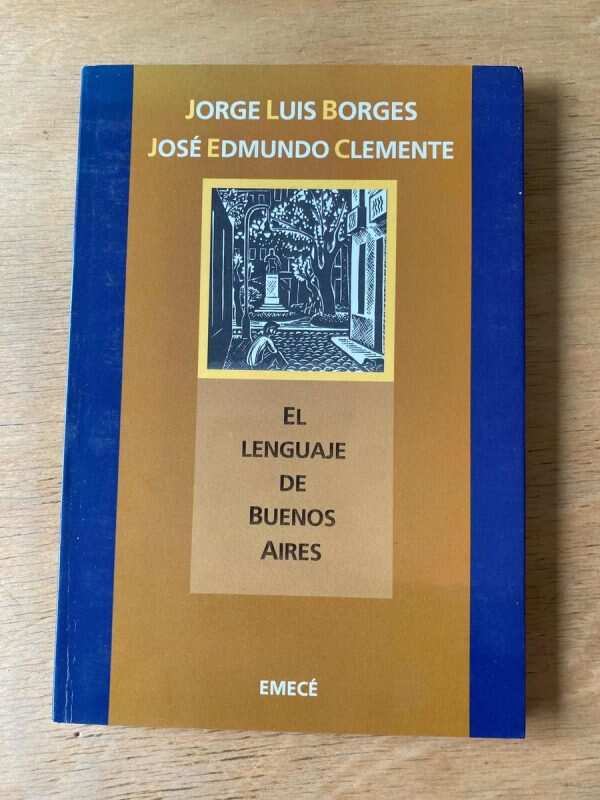 JORGE LUIS BORGES
JOSÉ EDMUNDO CLEMENTE
EL
LENGUAJE
DE
BUENOS
AIRES
EMECÉ